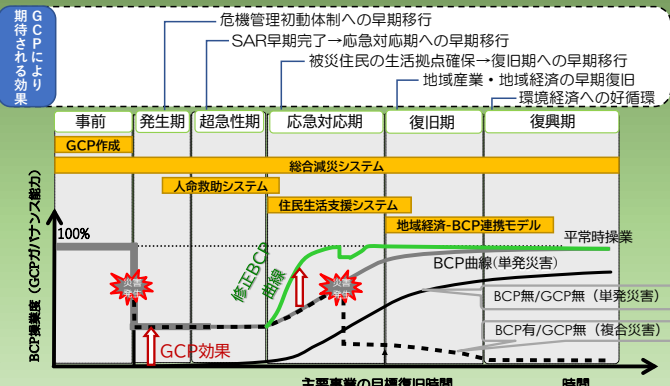 GCPにより
期待される効果
危機管理初動体制への早期移行
SAR早期完了→応急対応期への早期移行
被災住民の生活拠点確保→復旧期への早期移行
地域産業・地域経済の早期復旧
環境経済への好循環
事前 発生期 超急性期 応急対応期 復旧期 復興期
GCP作成
総合減災システム
人命救助システム
住民生活支援システム
地域経済-BCP連携モデル
BCP操業度（GCPガバナンス能力）
100%
平常時操業
修正BCP
曲線
BCP曲線(単発災害)
災害
発生
災害
発生
BCP無/GCP無（単発災害）
BCP有/GCP無（複合災害）
GCP効果
主要事業の目標復旧時間
時間